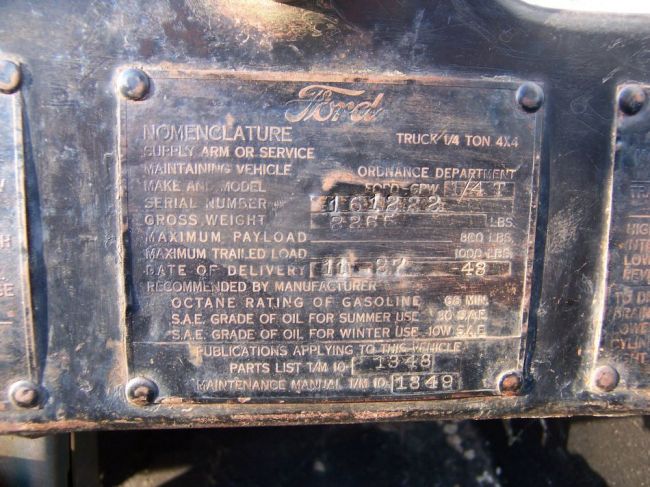 Ford
NOMENCLATURE TRUCK 1/4 TON 4X4
SUPPLY ARM OR SERVICE
MAINTAINING VEHICLE ORDNANCE DEPARTMENT
MAKE AND MODEL FORD-GPW 1/4 T
SERIAL NUMBER 161222
GROSS WEIGHT LBS.
MAXIMUM PAYLOAD 800 LBS.
MAXIMUM TRAILED LOAD 1000 LBS.
DATE OF DELIVERY
RECOMMENDED BY MANUFACTURER
OCTANE RATING OF GASOLINE 68 MIN.
S.A.E. GRADE OF OIL FOR SUMMER USE 30 S.A.E.
S.A.E. GRADE OF OIL FOR WINTER USE 10W S.A.E.
PUBLICATIONS APPLYING TO THIS VEHICLE
PARTS LIST T/M 10- 1348
MAINTENANCE MANUAL T/M 10- 1349